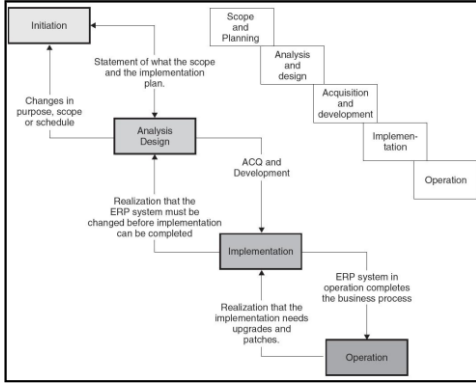 Initiation
Scope
and
Planning
Statement of what the scope
and the implementation
plan.
Analysis
and
design
Changes in
purpose, scope
or schedule
Acquisition
and
development
Analysis
Design
Implemen-
tation
ACQ and
Development
Operation
Realization that the
ERP system must be
changed before implementation
can be completed
Implementation
ERP system in
operation completes
the business process
Realization that the
implementation needs
upgrades and
patches.
Operation